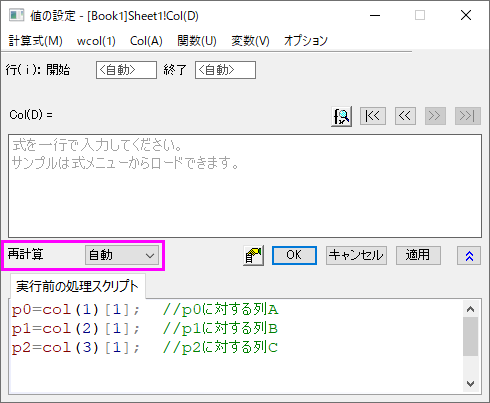 値の設定 - [Book1]Sheet1!Col(D)
計算式(M) wcol(1) Col(A) 関数(U) 変数(V) オプション
行(i): 開始 <自動> 終了 <自動>
Col(D) =
式を一行で入力してください。
サンプルは式メニューからロードできます。
再計算 自動 OK キャンセル 適用
実行前の処理スクリプト
p0=col(1)[1]; //p0に対する列A
p1=col(2)[1]; //p1に対する列B
p2=col(3)[1]; //p2に対する列C